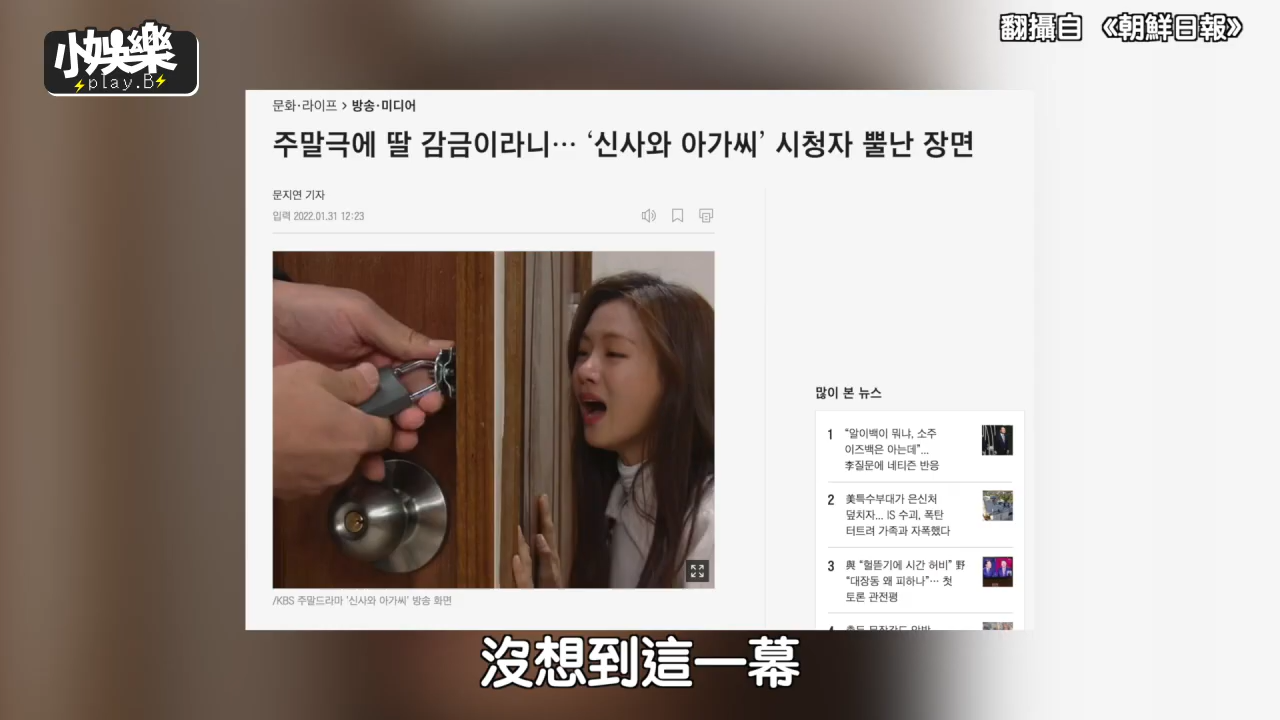 小娛樂
play.B
翻攝自 《朝鮮日報》
문화·라이프 › 방송·미디어
주말극에 딸 감금이라니… ‘신사와 아가씨’ 시청자 뿔난 장면
문지연 기자
입력 2022.01.31 12:23
/KBS 주말드라마 '신사와 아가씨' 방송 화면
많이 본 뉴스
1 “알이백이 뭐냐, 소주
이즈백은 아는데”...
李질문에 네티즌 반응
2 美특수부대가 은신처
덮치자... IS 수괴, 폭탄
터트려 가족과 자폭했다
3 與 “헐뜯기에 시간 허비” 野
“대장동 왜 피하나”… 첫
토론 관전평
4
沒想到這一幕